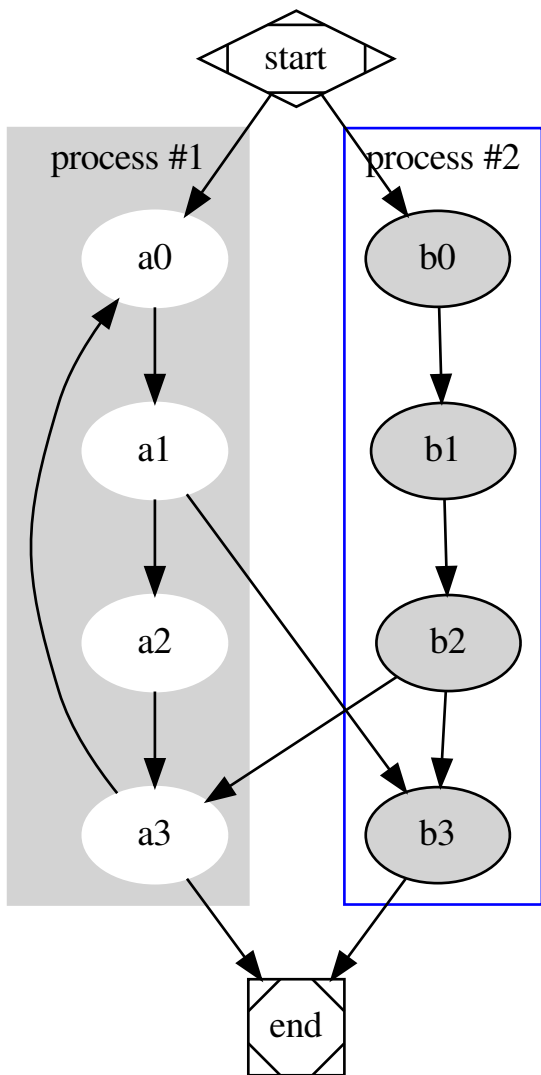 start
process #1
process #2
a0
b0
a1
b1
a2
b2
a3
b3
end